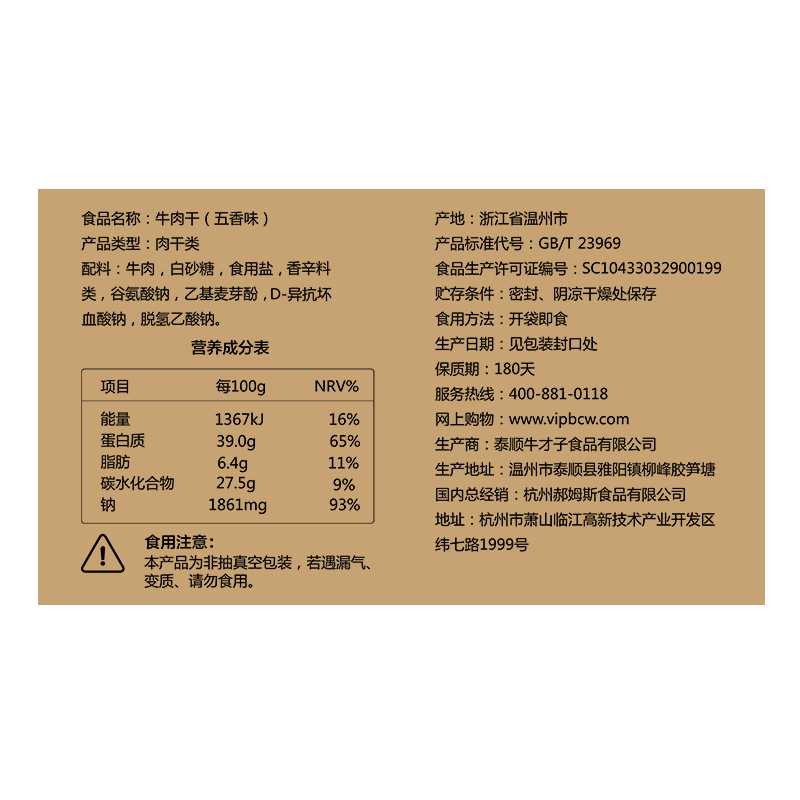 食品名称：牛肉干（五香味）
产品类型：肉干类
配料：牛肉，白砂糖，食用盐，香辛料
类，谷氨酸钠，乙基麦芽酚，D-异抗坏
血酸钠，脱氢乙酸钠。
营养成分表
项目 每100g NRV%
能量 1367kJ 16%
蛋白质 39.0g 65%
脂肪 6.4g 11%
碳水化合物 27.5g 9%
钠 1861mg 93%
食用注意：
本产品为非抽真空包装，若遇漏气、
变质、请勿食用。
产地：浙江省温州市
产品标准代号：GB/T 23969
食品生产许可证编号：SC10433032900199
贮存条件：密封、阴凉干燥处保存
食用方法：开袋即食
生产日期：见包装封口处
保质期：180天
服务热线：400-881-0118
网上购物：www.vipbcw.com
生产商：泰顺牛才子食品有限公司
生产地址：温州市泰顺县雅阳镇柳峰胶笋塘
国内总经销：杭州郝姆斯食品有限公司
地址：杭州市萧山临江高新技术产业开发区
纬七路1999号